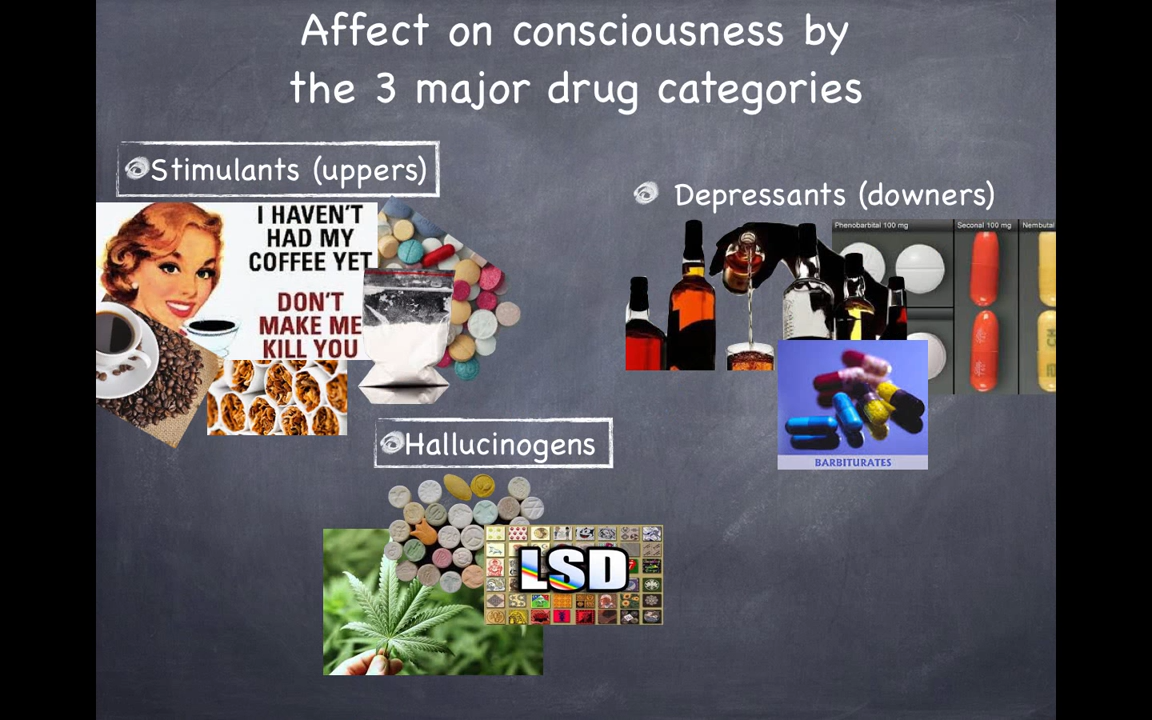 Affect on consciousness by
the 3 major drug categories
Stimulants (uppers)
I HAVEN'T
HAD MY
COFFEE YET
DON'T
MAKE ME
KILL YOU
Depressants (downers)
Phenobarbital 100 mg
Seconal 100 mg
Nembutal
BARBITURATES
Hallucinogens
LSD